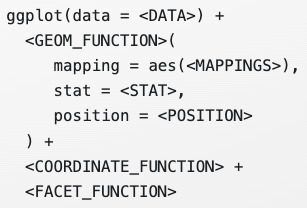 ggplot(data = <DATA>) +
  <GEOM_FUNCTION>(
     mapping = aes(<MAPPINGS>),
     stat = <STAT>,
     position = <POSITION>
  ) +
  <COORDINATE_FUNCTION> +
  <FACET_FUNCTION>